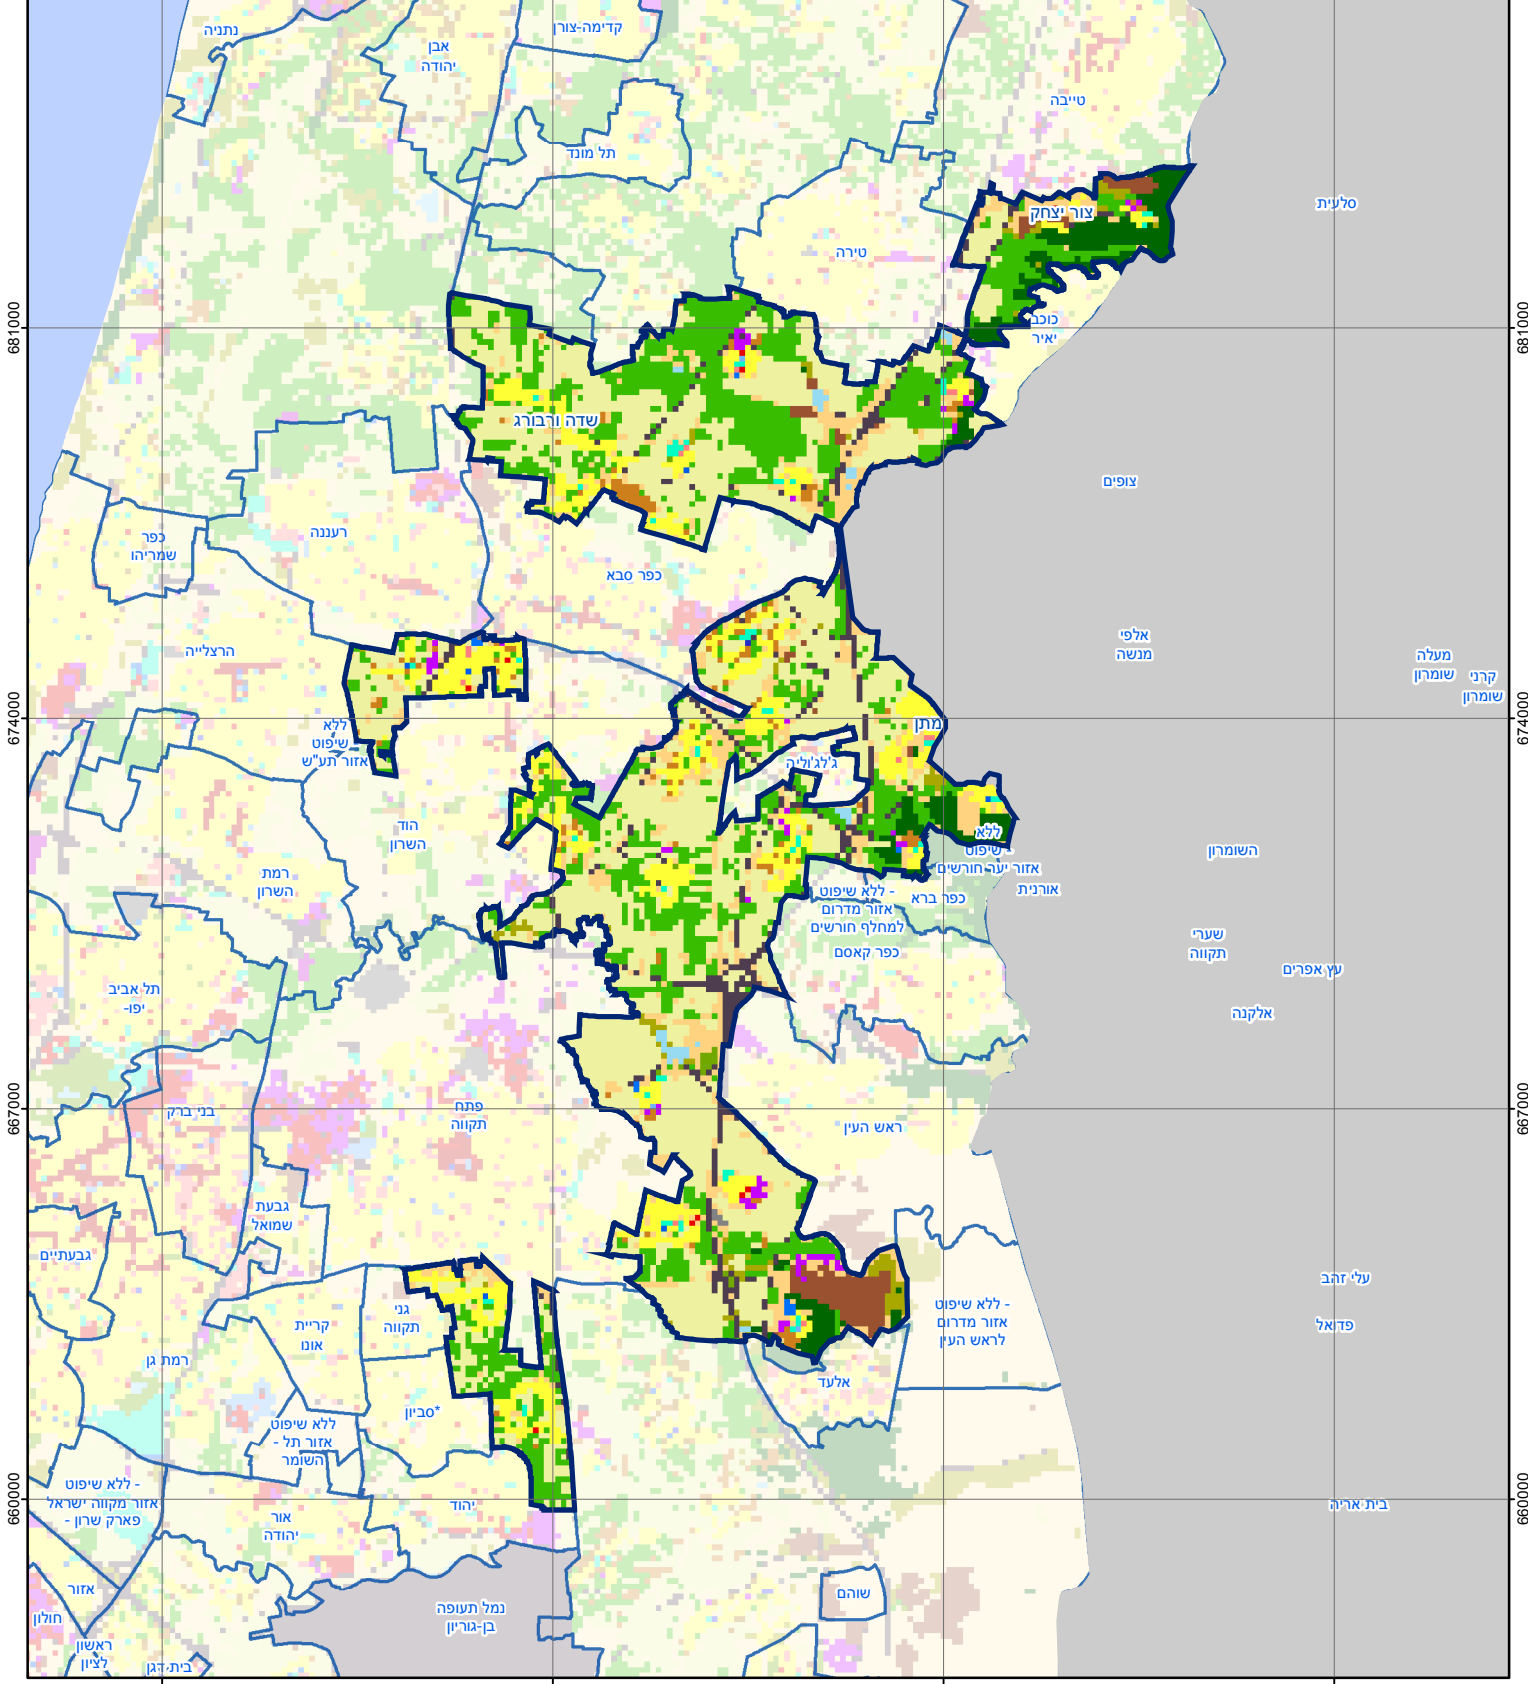 נתניה
קדימה-צורן
אבן
יהודה
טייבה
תל מונד
צור יצחק
סלעית
טירה
681000
681000
כוכב
יאיר
שדה ורבורג
צופים
רעננה
כפר
שמריהו
כפר סבא
אלפי
מנשה
הרצלייה
מעלה
שומרון
קרני
שומרון
674000
674000
מתן
ללא
שיפוט -
אזור תע"ש
ג'לג'וליה
הוד
השרון
ללא
שיפוט -
אזור יער חורשים
השומרון
רמת
השרון
ללא שיפוט -
אזור מדרום
למחלף חורשים
כפר ברא
אורנית
כפר קאסם
שערי
תקווה
עץ אפרים
תל אביב
-יפו
אלקנה
בני ברק
פתח
תקווה
667000
667000
ראש העין
גבעת
שמואל
גבעתיים
עלי זהב
גני
תקווה
קריית
אונו
ללא שיפוט -
אזור מדרום
לראש העין
פדואל
רמת גן
אלעד
סביון*
ללא שיפוט
אזור תל -
השומר
ללא שיפוט -
אזור מקווה ישראל
- פארק שרון
660000
660000
יהוד
בית אריה
אור
יהודה
אזור
שוהם
חולון
נמל תעופה
בן-גוריון
ראשון
לציון
בית-דגן